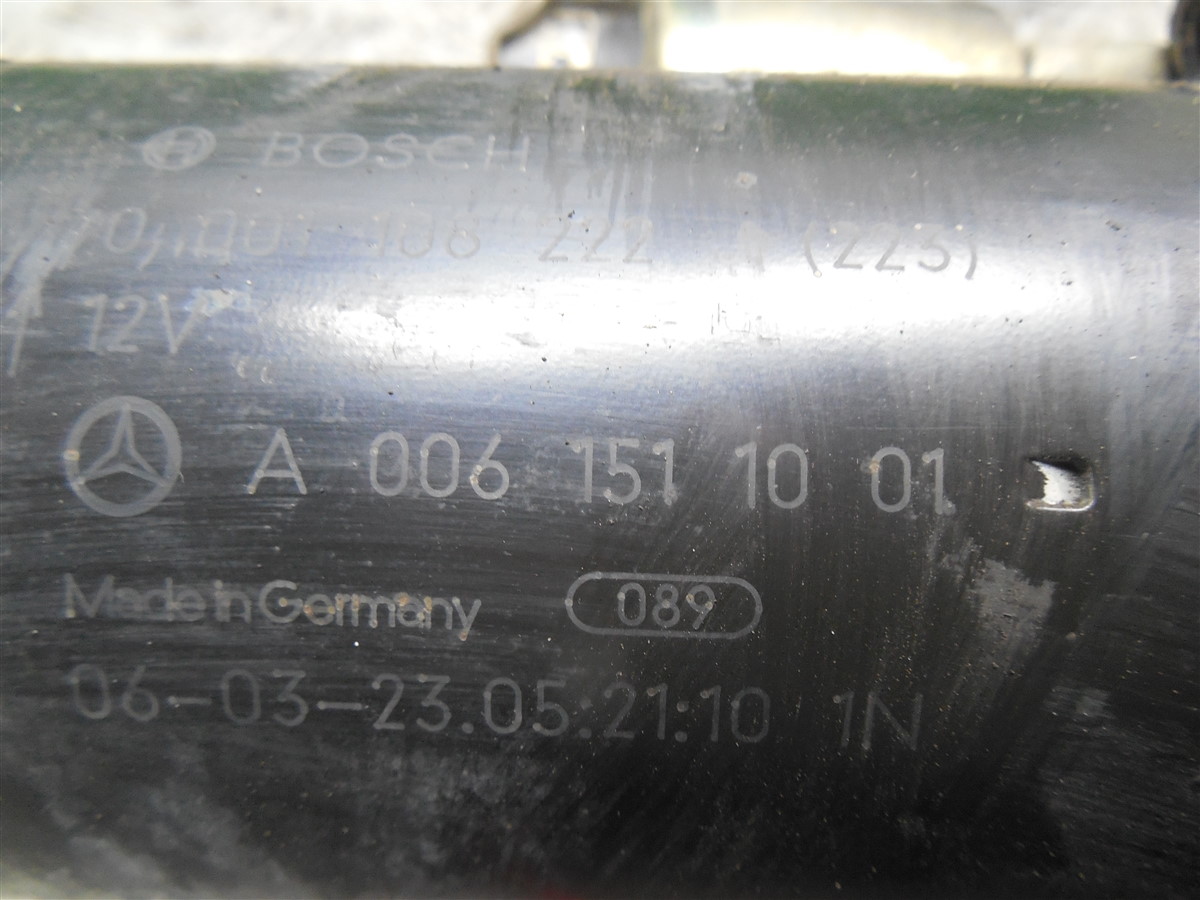 BOSCH
001 108 222 (223)
12V
A 006 151 10 01
Made in Germany 089
06-03-23.05:21:10 1N